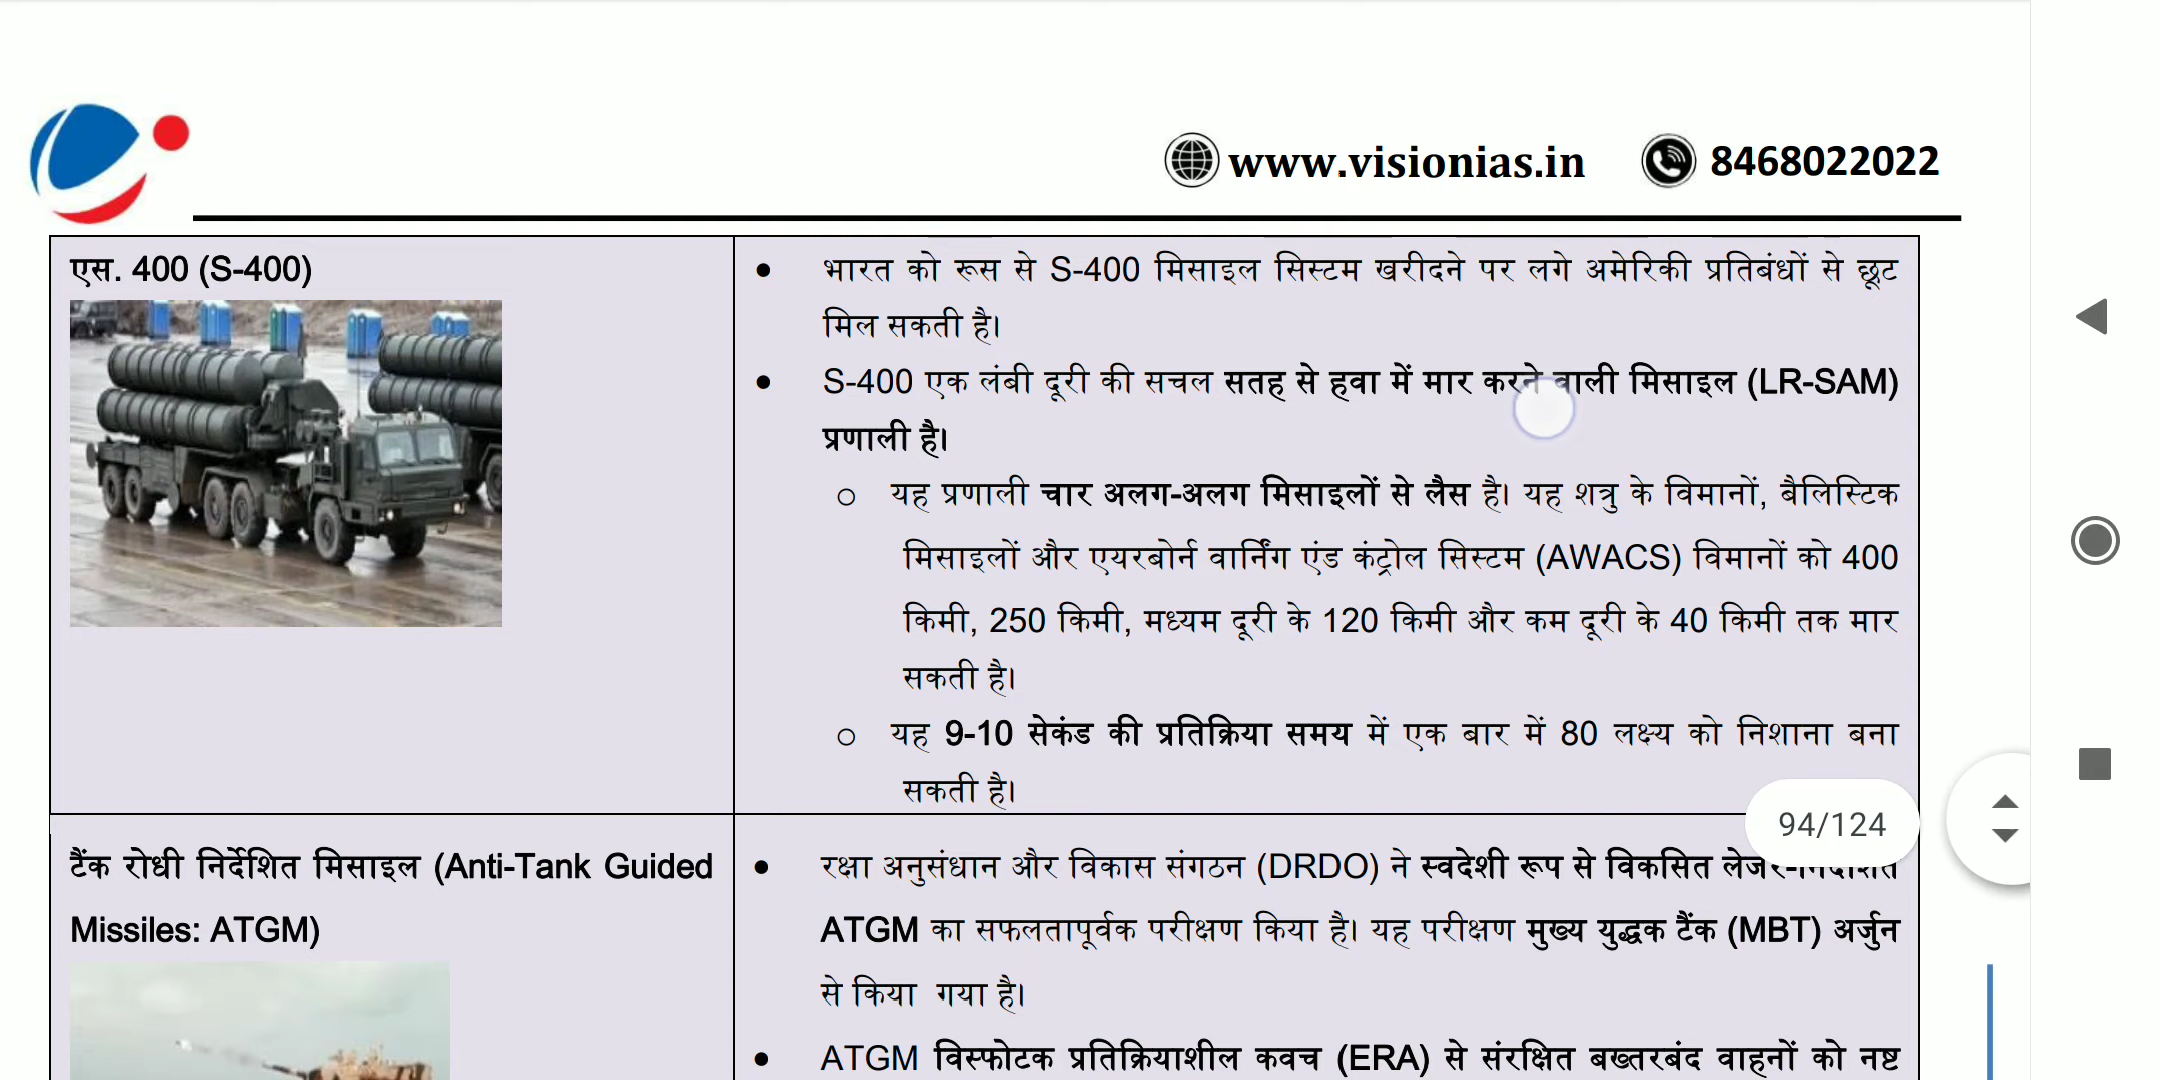 www.visionias.in 8468022022
एस. 400 (S-400)
• भारत को रूस से S-400 मिसाइल सिस्टम खरीदने पर लगे अमेरिकी प्रतिबंधों से छूट
मिल सकती है।
• S-400 एक लंबी दूरी की सचल सतह से हवा में मार करने वाली मिसाइल (LR-SAM)
प्रणाली है।
o यह प्रणाली चार अलग-अलग मिसाइलों से लैस है। यह शत्रु के विमानों, बैलिस्टिक
मिसाइलों और एयरबोर्न वार्निंग एंड कंट्रोल सिस्टम (AWACS) विमानों को 400
किमी, 250 किमी, मध्यम दूरी के 120 किमी और कम दूरी के 40 किमी तक मार
सकती है।
o यह 9-10 सेकंड की प्रतिक्रिया समय में एक बार में 80 लक्ष्य को निशाना बना
सकती है।
94/124
टैंक रोधी निर्देशित मिसाइल (Anti-Tank Guided
Missiles: ATGM)
• रक्षा अनुसंधान और विकास संगठन (DRDO) ने स्वदेशी रूप से विकसित
ATGM का सफलतापूर्वक परीक्षण किया है। यह परीक्षण मुख्य युद्धक टैंक (MBT) अर्जुन
से किया गया है।
• ATGM विस्फोटक प्रतिक्रियाशील कवच (ERA) से संरक्षित बख्तरबंद वाहनों को नष्ट